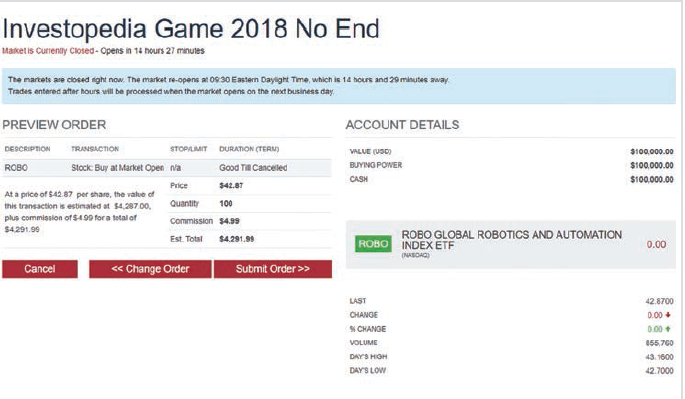 Investopedia Game 2018 No End
Market is Currently Closed - Opens in 14 hours 27 minutes
The markets are closed right now. The market re-opens at 09:30 Eastern Daylight Time, which is 14 hours and 29 minutes away.
Trades entered after hours will be processed when the market opens on the next business day.
PREVIEW ORDER
DESCRIPTION TRANSACTION STOP/LIMIT DURATION (TERM)
ROBO Stock: Buy at Market Open n/a Good Till Cancelled
At a price of $42.87 per share, the value of
this transaction is estimated at $4,287.00,
plus commission of $4.99 for a total of
$4,291.99
Price $42.87
Quantity 100
Commission $4.99
Est. Total $4,291.99
Cancel
<< Change Order
Submit Order >>
ACCOUNT DETAILS
VALUE (USD) $100,000.00
BUYING POWER $100,000.00
CASH $100,000.00
ROBO
ROBO GLOBAL ROBOTICS AND AUTOMATION
INDEX ETF
(NASDAQ)
0.00
LAST 42.8700
CHANGE 0.00
% CHANGE 0.00
VOLUME 855,760
DAY'S HIGH 43.1600
DAY'S LOW 42.7000